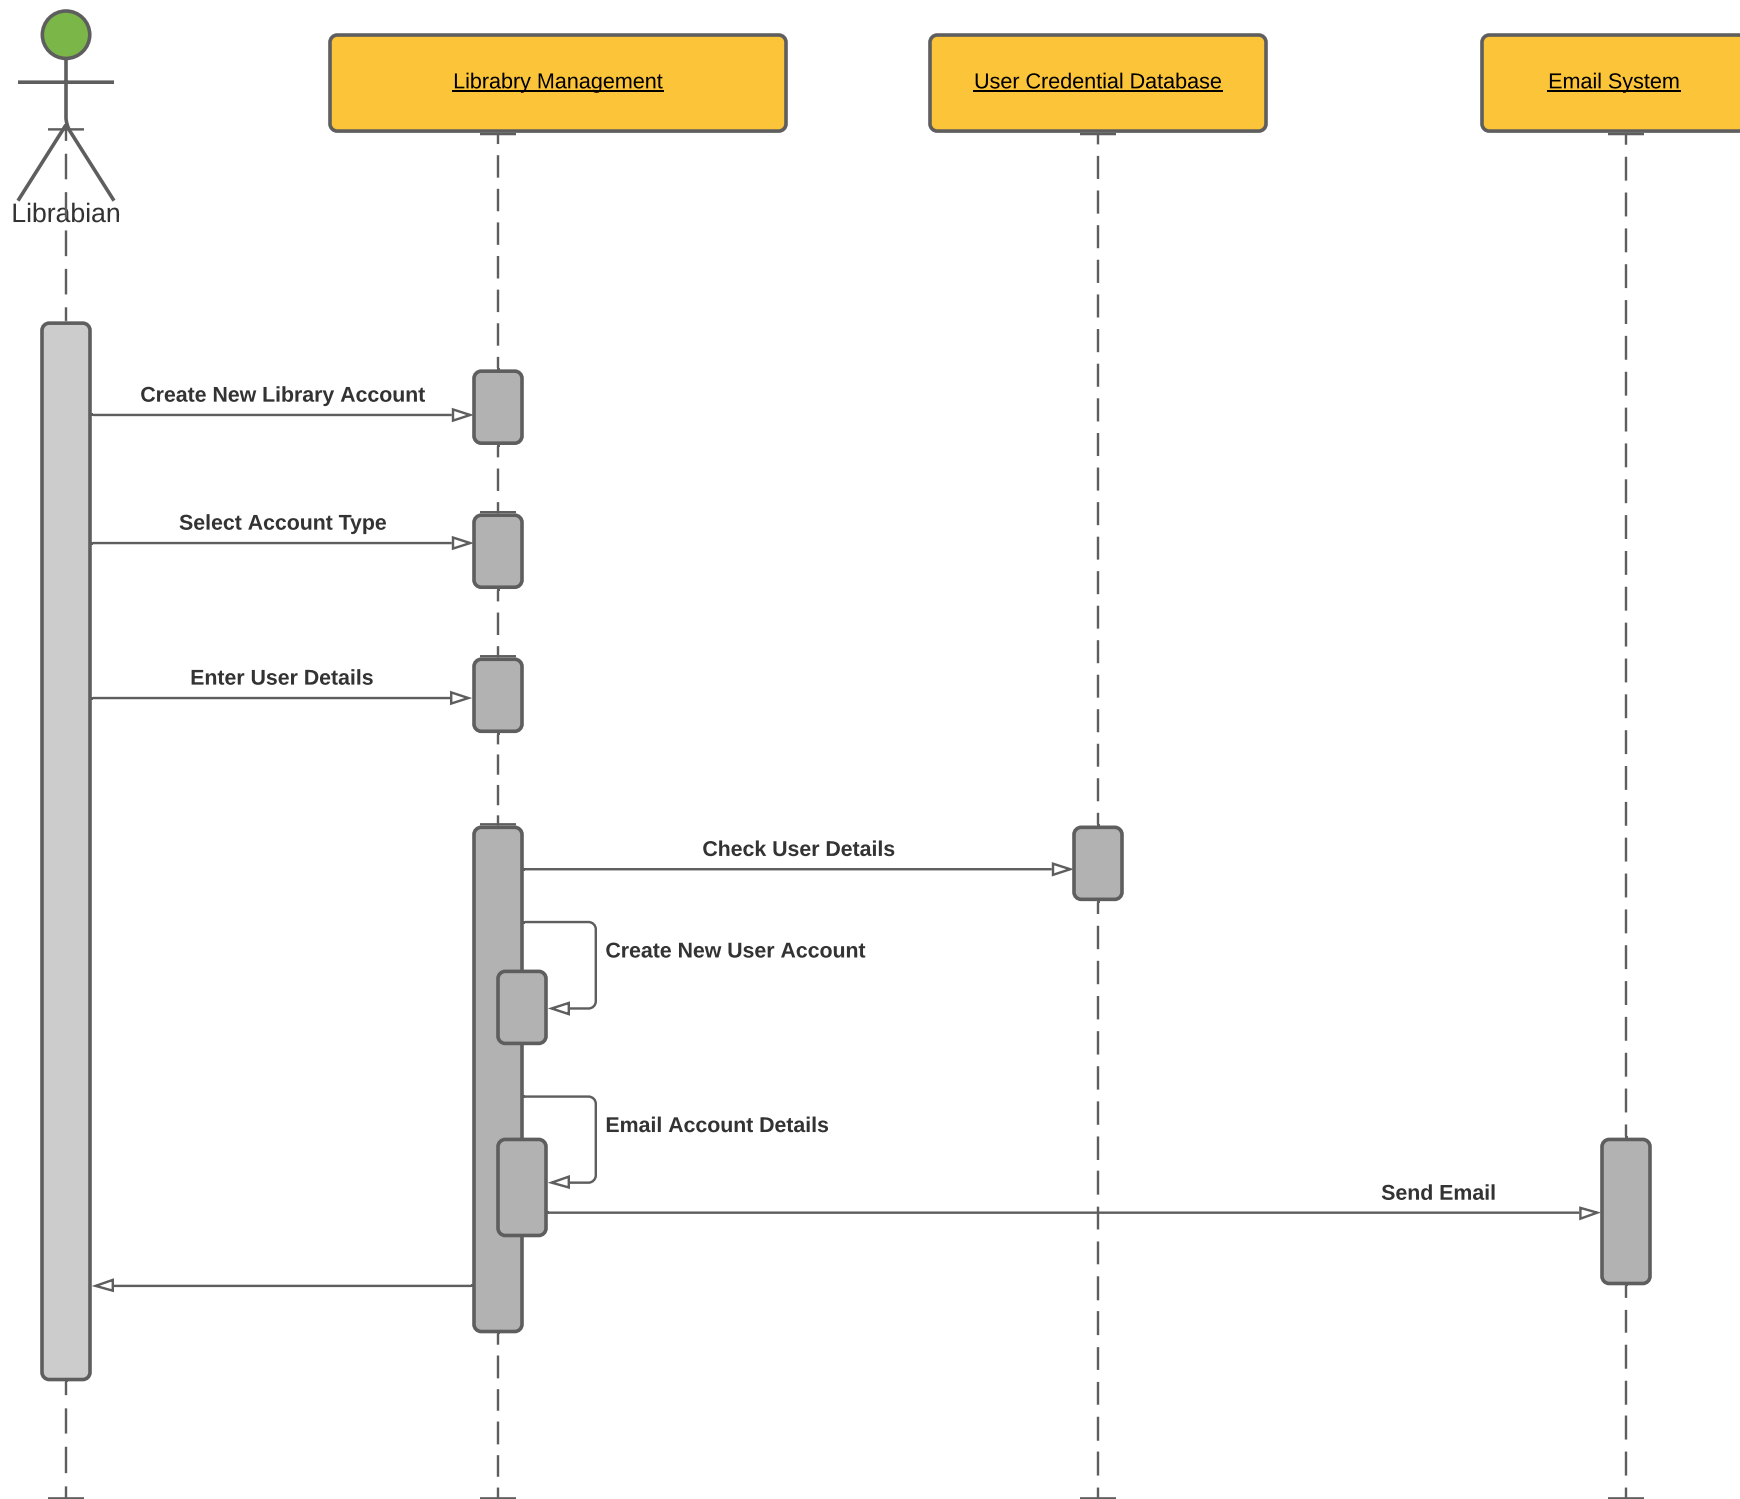 Librabry Management
User Credential Database
Email System
Librabian
Create New Library Account
Select Account Type
Enter User Details
Check User Details
Create New User Account
Email Account Details
Send Email